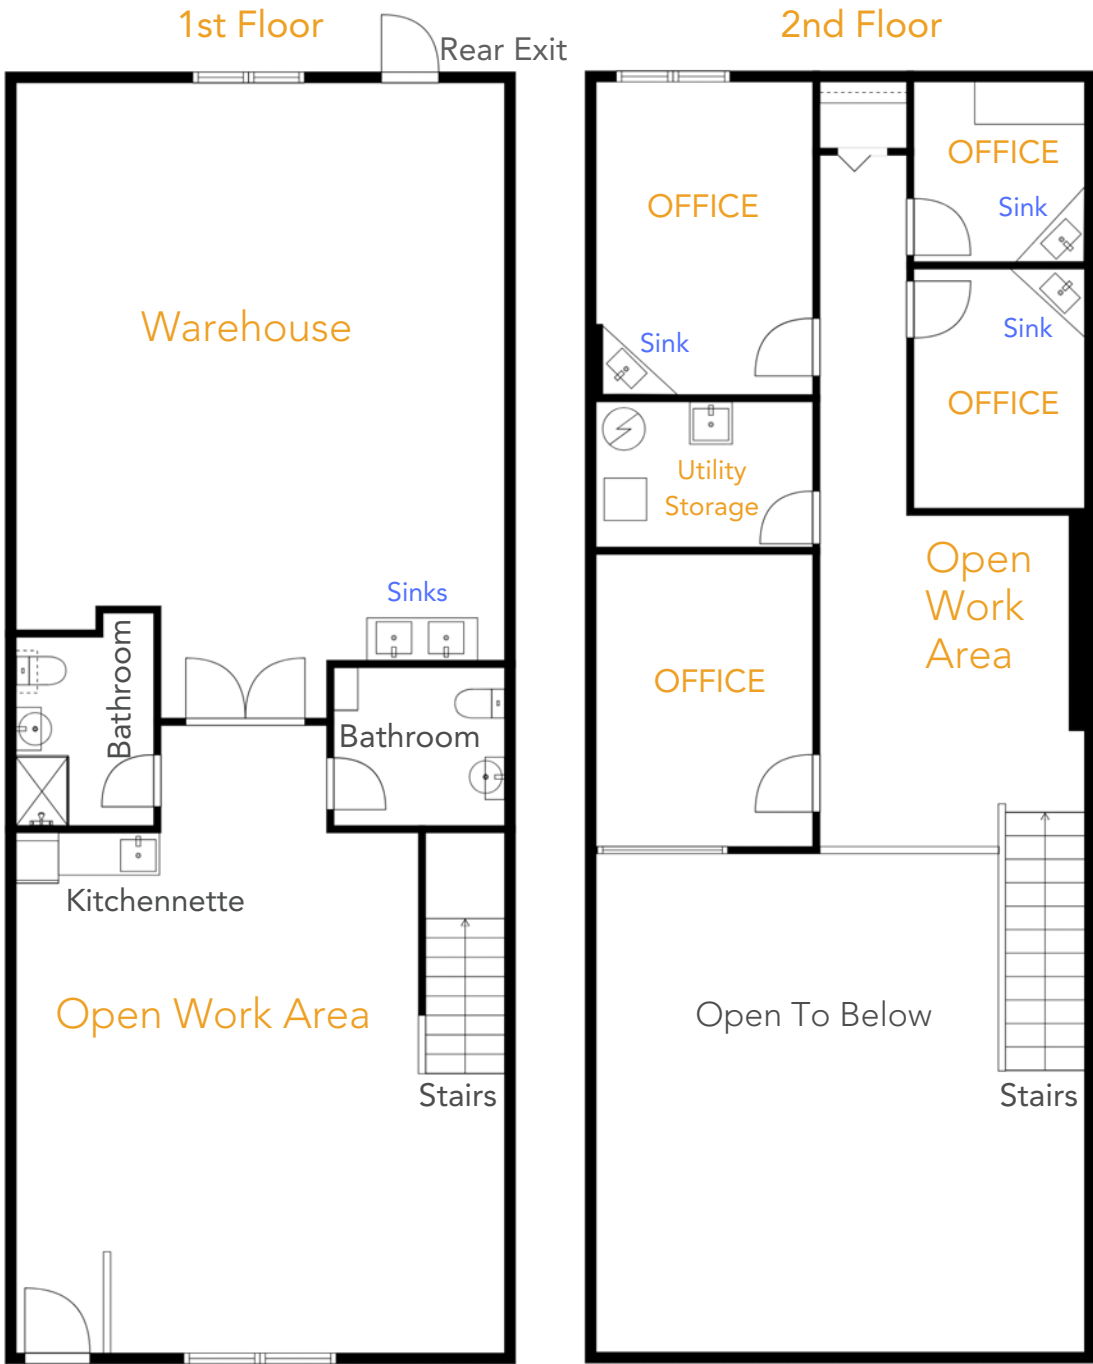 1st Floor
Rear Exit
Warehouse
Sinks
Bathroom
Bathroom
Kitchennette
Open Work Area
Stairs
2nd Floor
OFFICE
OFFICE
Sink
Sink
Sink
OFFICE
Utility
Storage
Open
Work
Area
OFFICE
Open To Below
Stairs